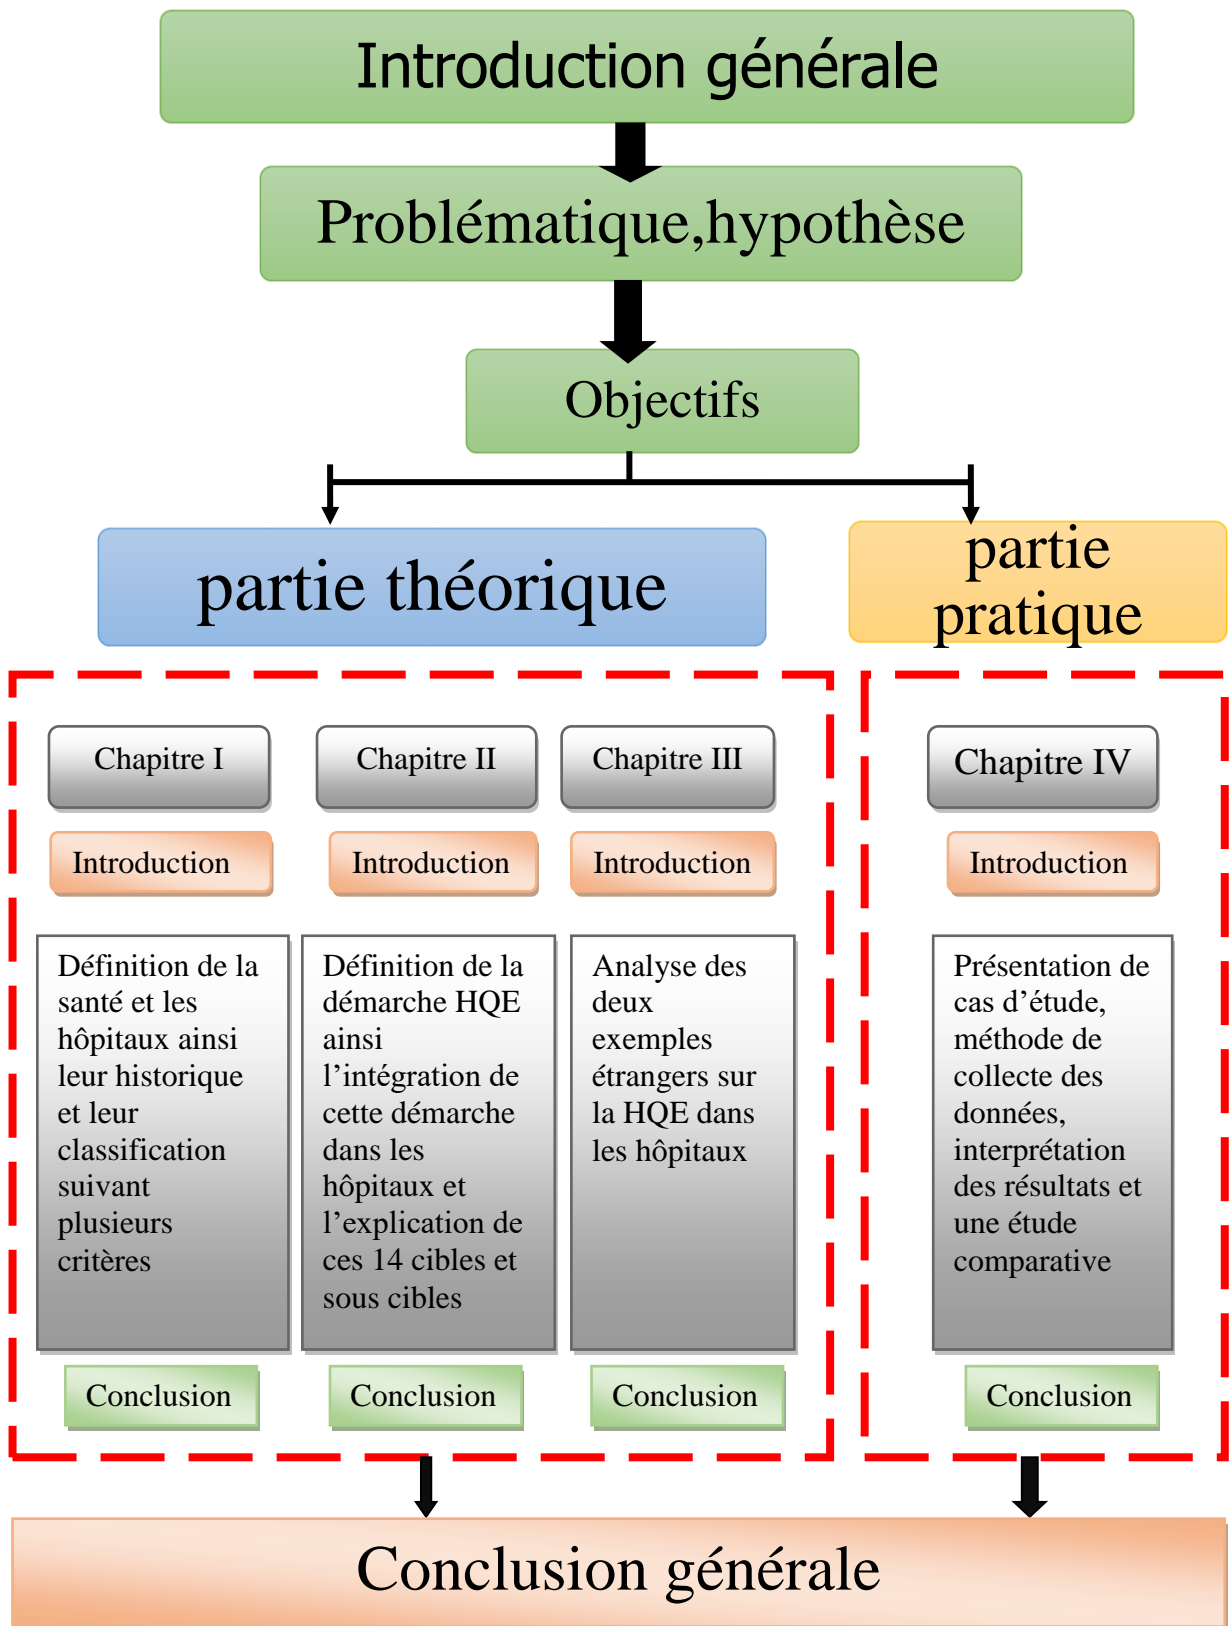 Introduction générale
Problématique,hypothèse
Objectifs
partie théorique
partie
pratique
Chapitre I
Introduction
Définition de la
santé et les
hôpitaux ainsi
leur historique
et leur
classification
suivant
plusieurs
critères
Conclusion
Chapitre II
Introduction
Définition de la
démarche HQE
ainsi
l’intégration de
cette démarche
dans les
hôpitaux et
l’explication de
ces 14 cibles et
sous cibles
Conclusion
Chapitre III
Introduction
Analyse des
deux
exemples
étrangers sur
la HQE dans
les hôpitaux
Conclusion
Chapitre IV
Introduction
Présentation de
cas d’étude,
méthode de
collecte des
données,
interprétation
des résultats et
une étude
comparative
Conclusion
Conclusion générale